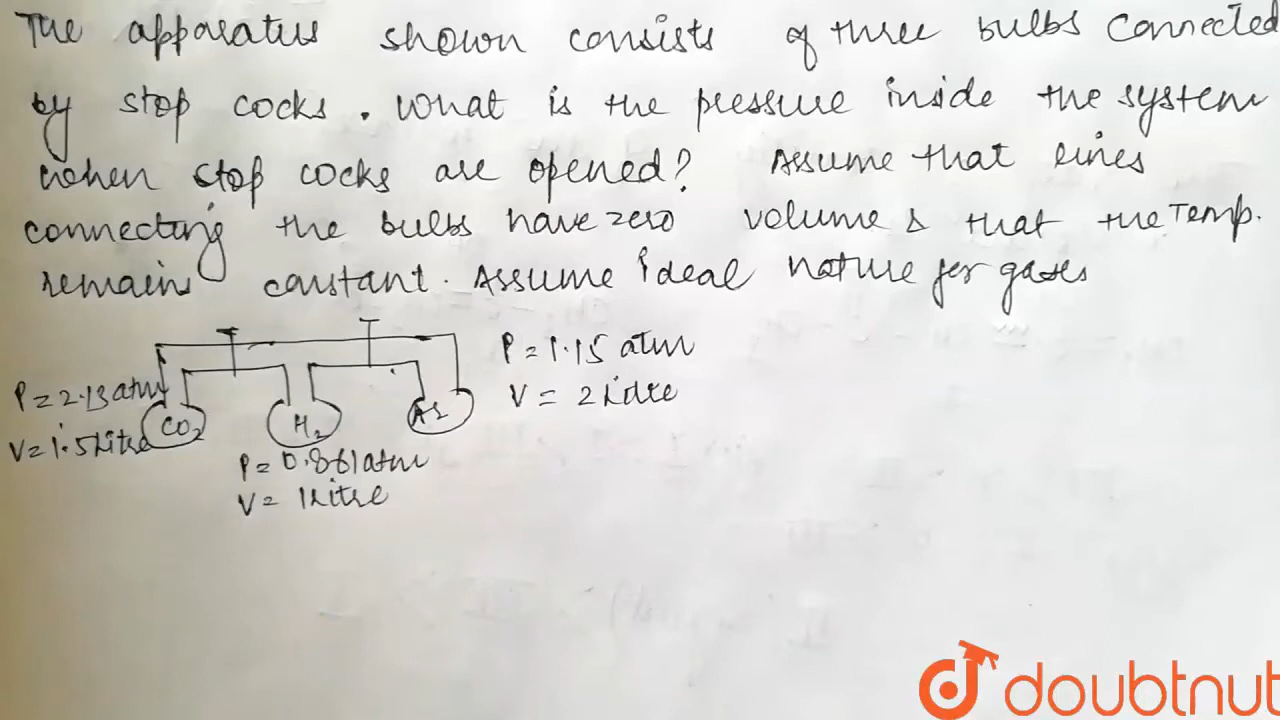 The apparatus shown consists of three bulbs connected
by stop cocks. What is the pressure inside the system
when stop cocks are opened? Assume that lines
connecting the bulbs have zero volume & that the Temp.
remains constant. Assume ideal nature for gases
P = 1.15 atm
V = 2 Litre
P = 2.13 atm
V = 1.5 Litre
CO2
H2
Ar
P = 0.861 atm
V = 1 Litre
doubtnut